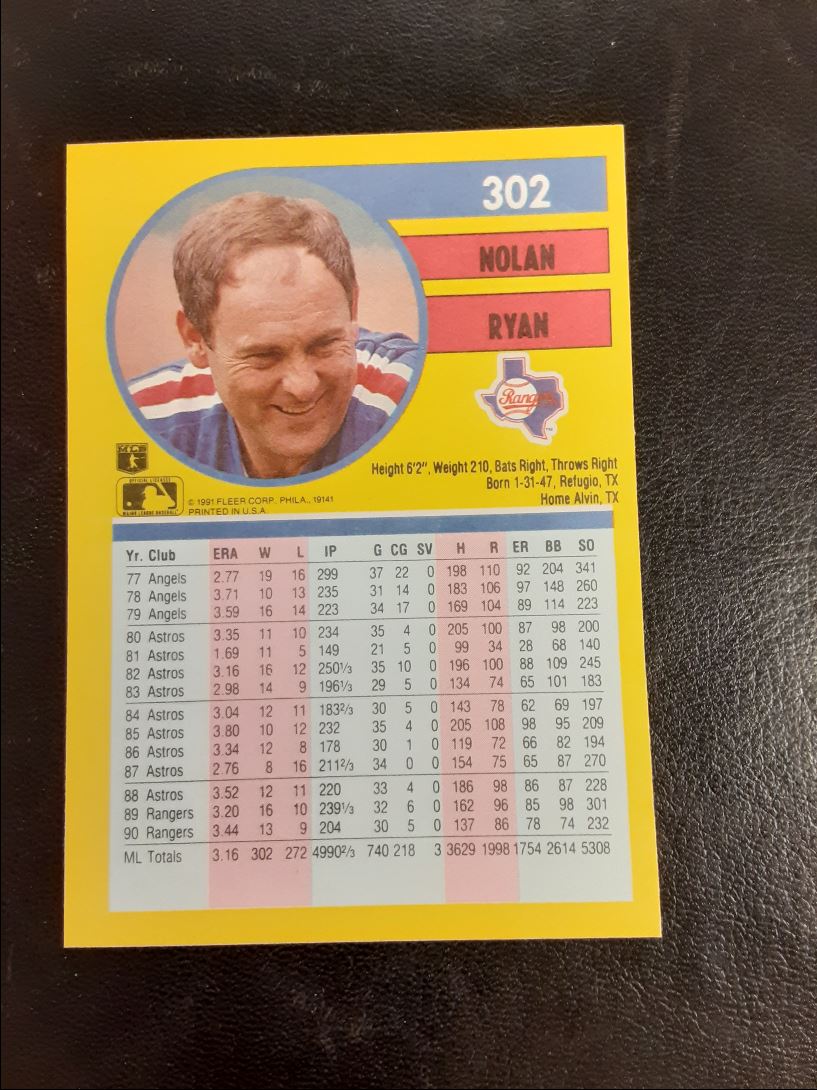 302
NOLAN
RYAN
Rangers
TM
MLB
OFFICIAL LICENSEE
MAJOR LEAGUE BASEBALL
© 1991 FLEER CORP. PHILA., 19141
PRINTED IN U.S.A.
Height 6'2", Weight 210, Bats Right, Throws Right
Born 1-31-47, Refugio, TX
Home Alvin, TX
Yr. Club ERA W L IP G CG SV H R ER BB SO
77 Angels 2.77 19 16 299 37 22 0 198 110 92 204 341
78 Angels 3.71 10 13 235 31 14 0 183 106 97 148 260
79 Angels 3.59 16 14 223 34 17 0 169 104 89 114 223
80 Astros 3.35 11 10 234 35 4 0 205 100 87 98 200
81 Astros 1.69 11 5 149 21 5 0 99 34 28 68 140
82 Astros 3.16 16 12 2501/3 35 10 0 196 100 88 109 245
83 Astros 2.98 14 9 1961/3 29 5 0 134 74 65 101 183
84 Astros 3.04 12 11 1832/3 30 5 0 143 78 62 69 197
85 Astros 3.80 10 12 232 35 4 0 205 108 98 95 209
86 Astros 3.34 12 8 178 30 1 0 119 72 66 82 194
87 Astros 2.76 8 16 2112/3 34 0 0 154 75 65 87 270
88 Astros 3.52 12 11 220 33 4 0 186 98 86 87 228
89 Rangers 3.20 16 10 2391/3 32 6 0 162 96 85 98 301
90 Rangers 3.44 13 9 204 30 5 0 137 86 78 74 232
ML Totals 3.16 302 272 49902/3 740 218 3 3629 1998 1754 2614 5308